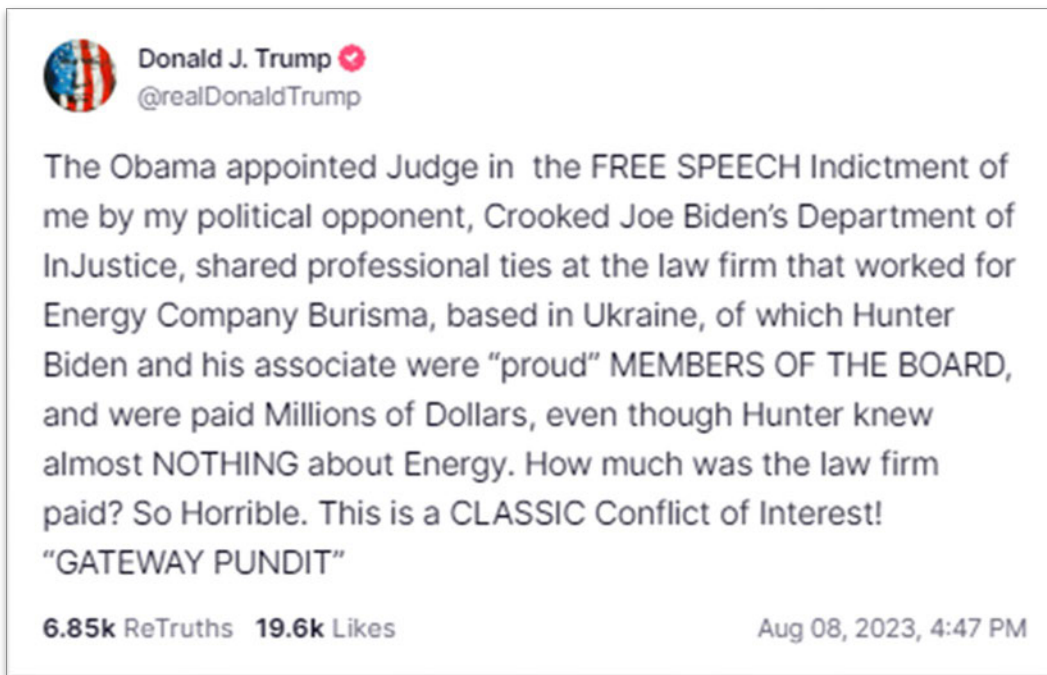 Donald J. Trump
@realDonaldTrump
The Obama appointed Judge in  the FREE SPEECH Indictment of
me by my political opponent, Crooked Joe Biden’s Department of
InJustice, shared professional ties at the law firm that worked for
Energy Company Burisma, based in Ukraine, of which Hunter
Biden and his associate were “proud” MEMBERS OF THE BOARD,
and were paid Millions of Dollars, even though Hunter knew
almost NOTHING about Energy. How much was the law firm
paid? So Horrible. This is a CLASSIC Conflict of Interest!
“GATEWAY PUNDIT”
6.85k ReTruths 19.6k Likes Aug 08, 2023, 4:47 PM